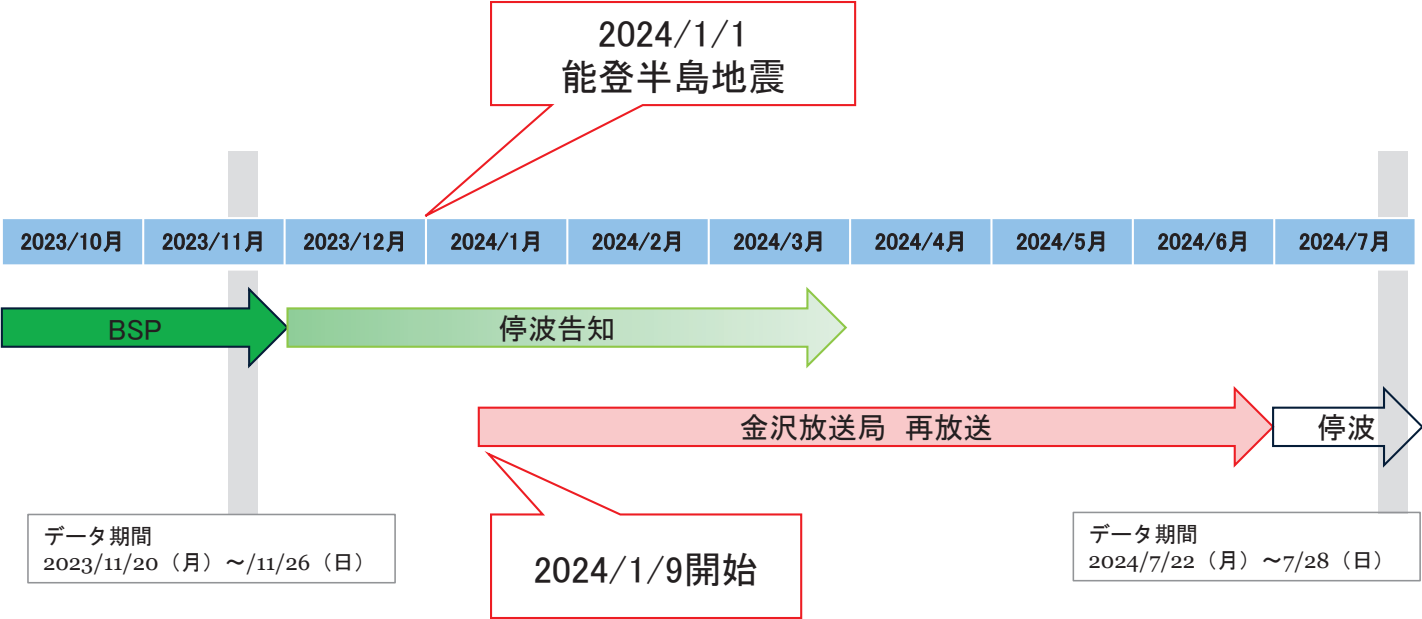 2024/1/1
能登半島地震
2023/10月
2023/11月
2023/12月
2024/1月
2024/2月
2024/3月
2024/4月
2024/5月
2024/6月
2024/7月
BSP
停波告知
金沢放送局 再放送
停波
データ期間
2023/11/20（月）～/11/26（日）
2024/1/9開始
データ期間
2024/7/22（月）～7/28（日）